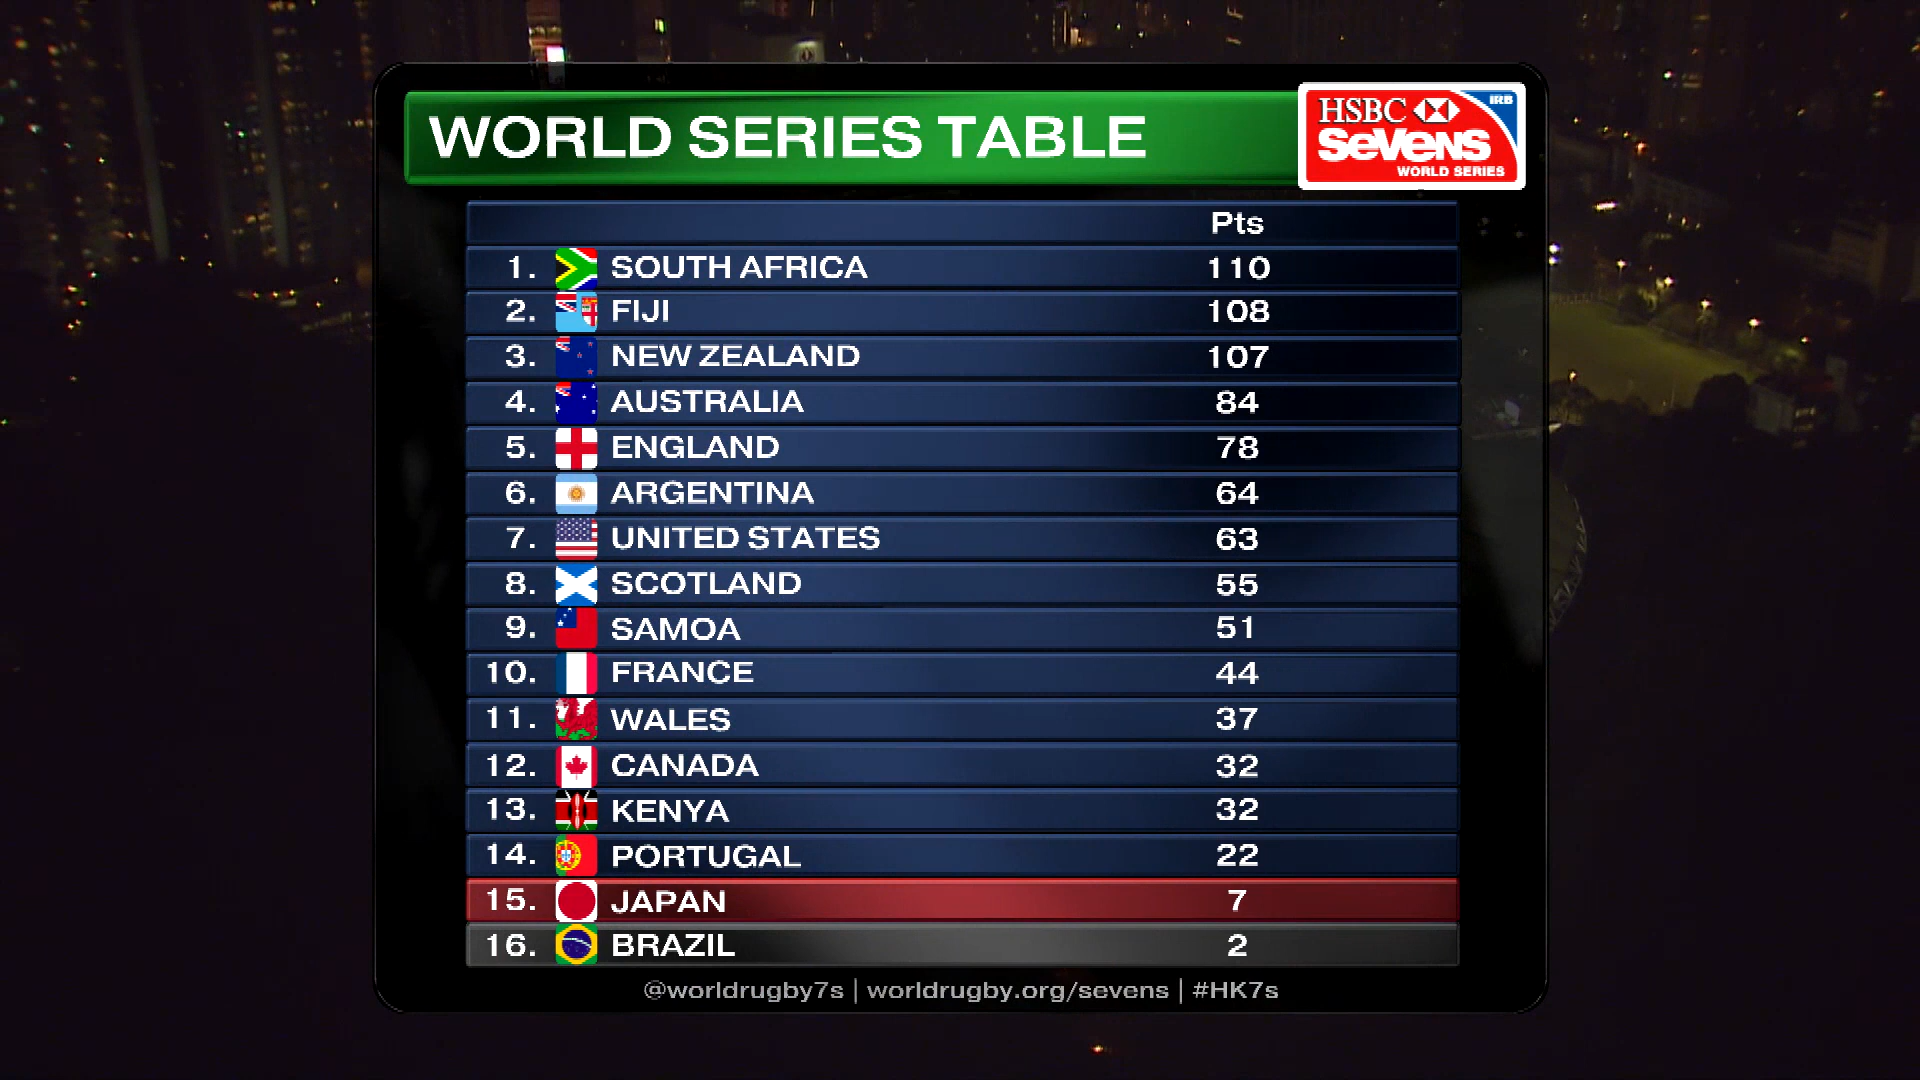 WORLD SERIES TABLE
HSBC
IRB
SeVeNS
WORLD SERIES
Pts
1. SOUTH AFRICA 110
2. FIJI 108
3. NEW ZEALAND 107
4. AUSTRALIA 84
5. ENGLAND 78
6. ARGENTINA 64
7. UNITED STATES 63
8. SCOTLAND 55
9. SAMOA 51
10. FRANCE 44
11. WALES 37
12. CANADA 32
13. KENYA 32
14. PORTUGAL 22
15. JAPAN 7
16. BRAZIL 2
@worldrugby7s | worldrugby.org/sevens | #HK7s